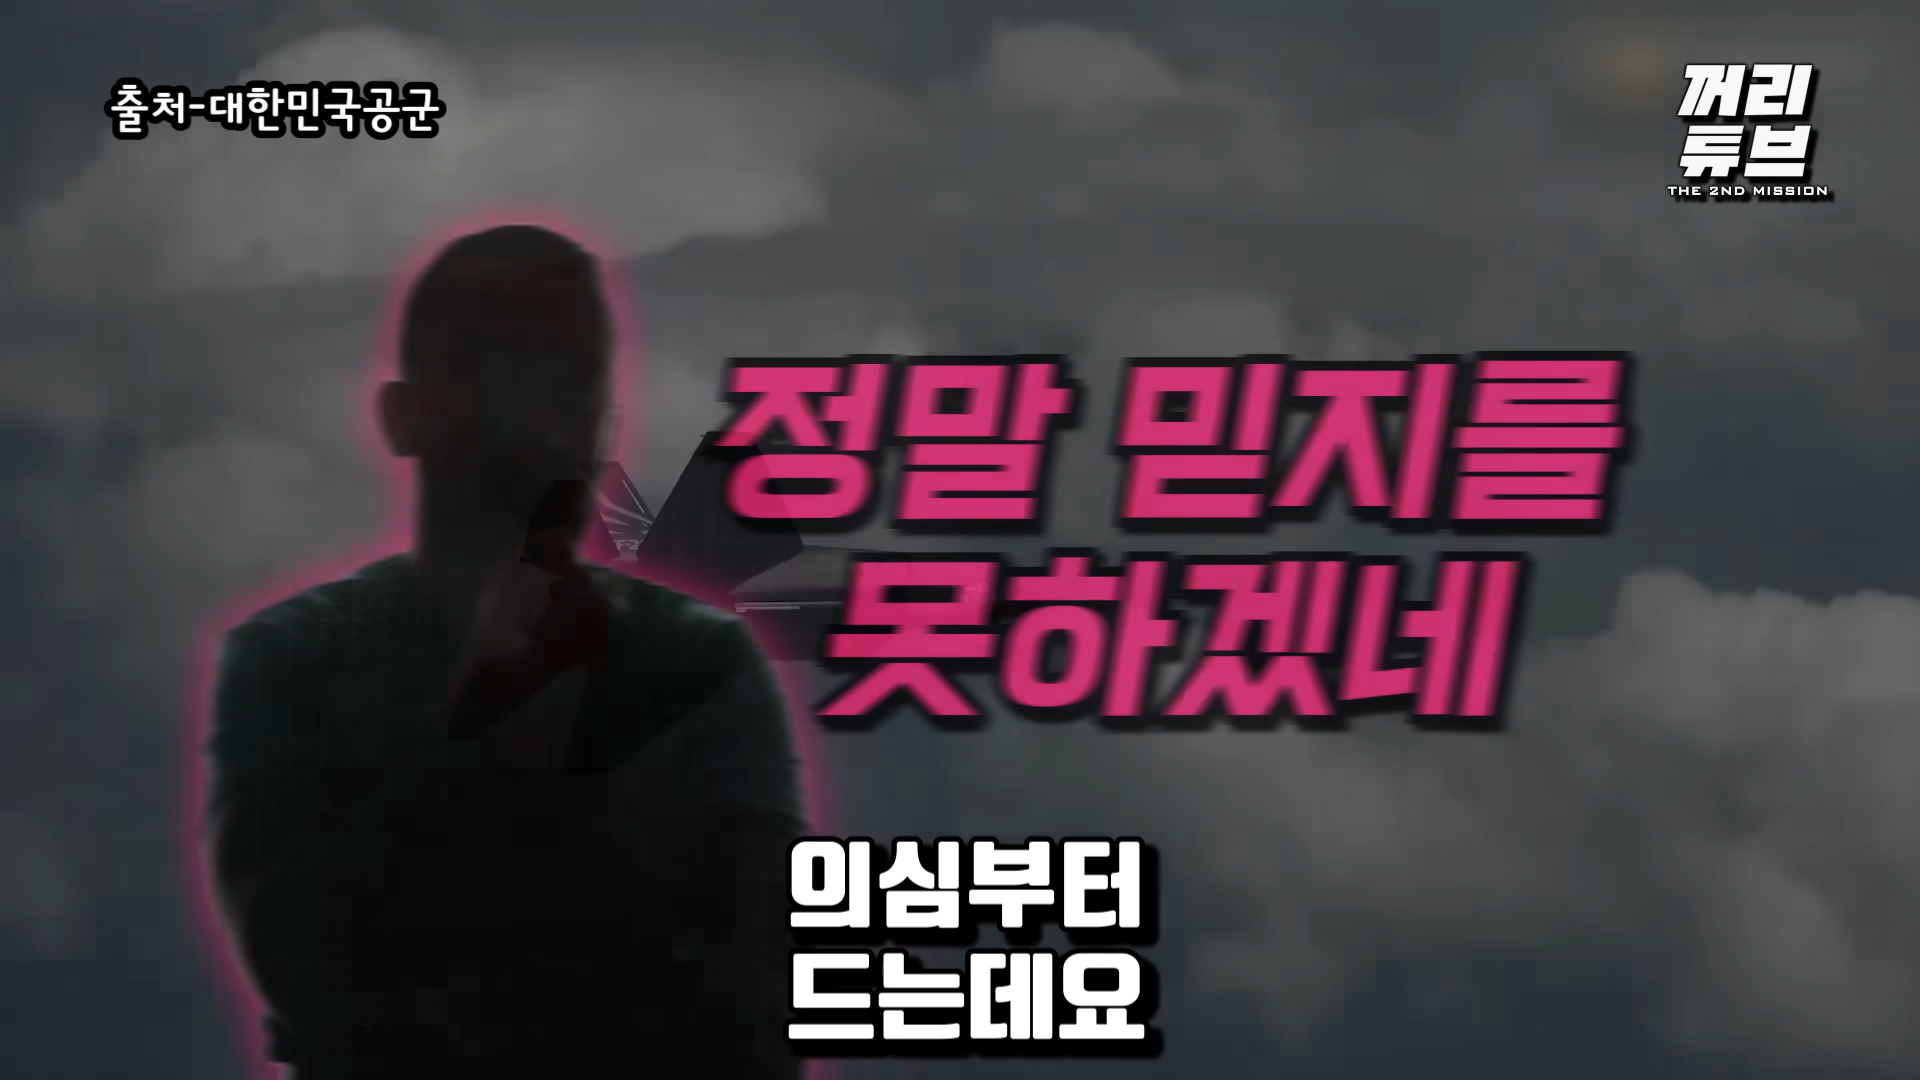 출처-대한민국공군
꺼리
튜브
THE 2ND MISSION
정말 믿지를
못하겠네
의심부터
드는데요